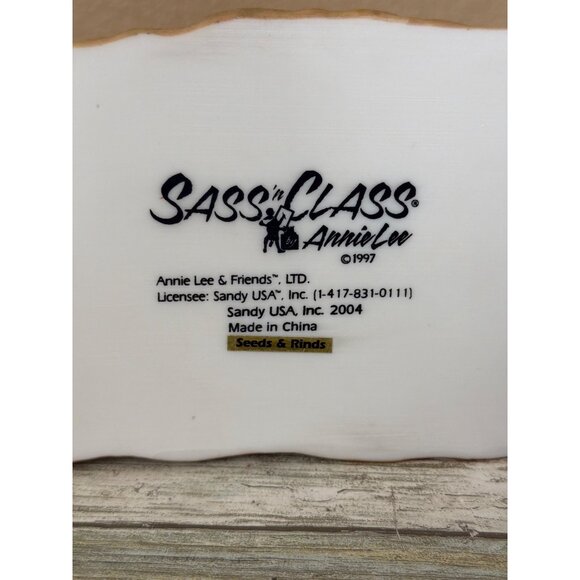 SASS 'n CLASS®
by Annie Lee
© 1997
Annie Lee & Friends™, LTD.
Licensee: Sandy USA™, Inc. (1-417-831-0111)
Sandy USA, Inc. 2004
Made in China
Seeds & Rinds